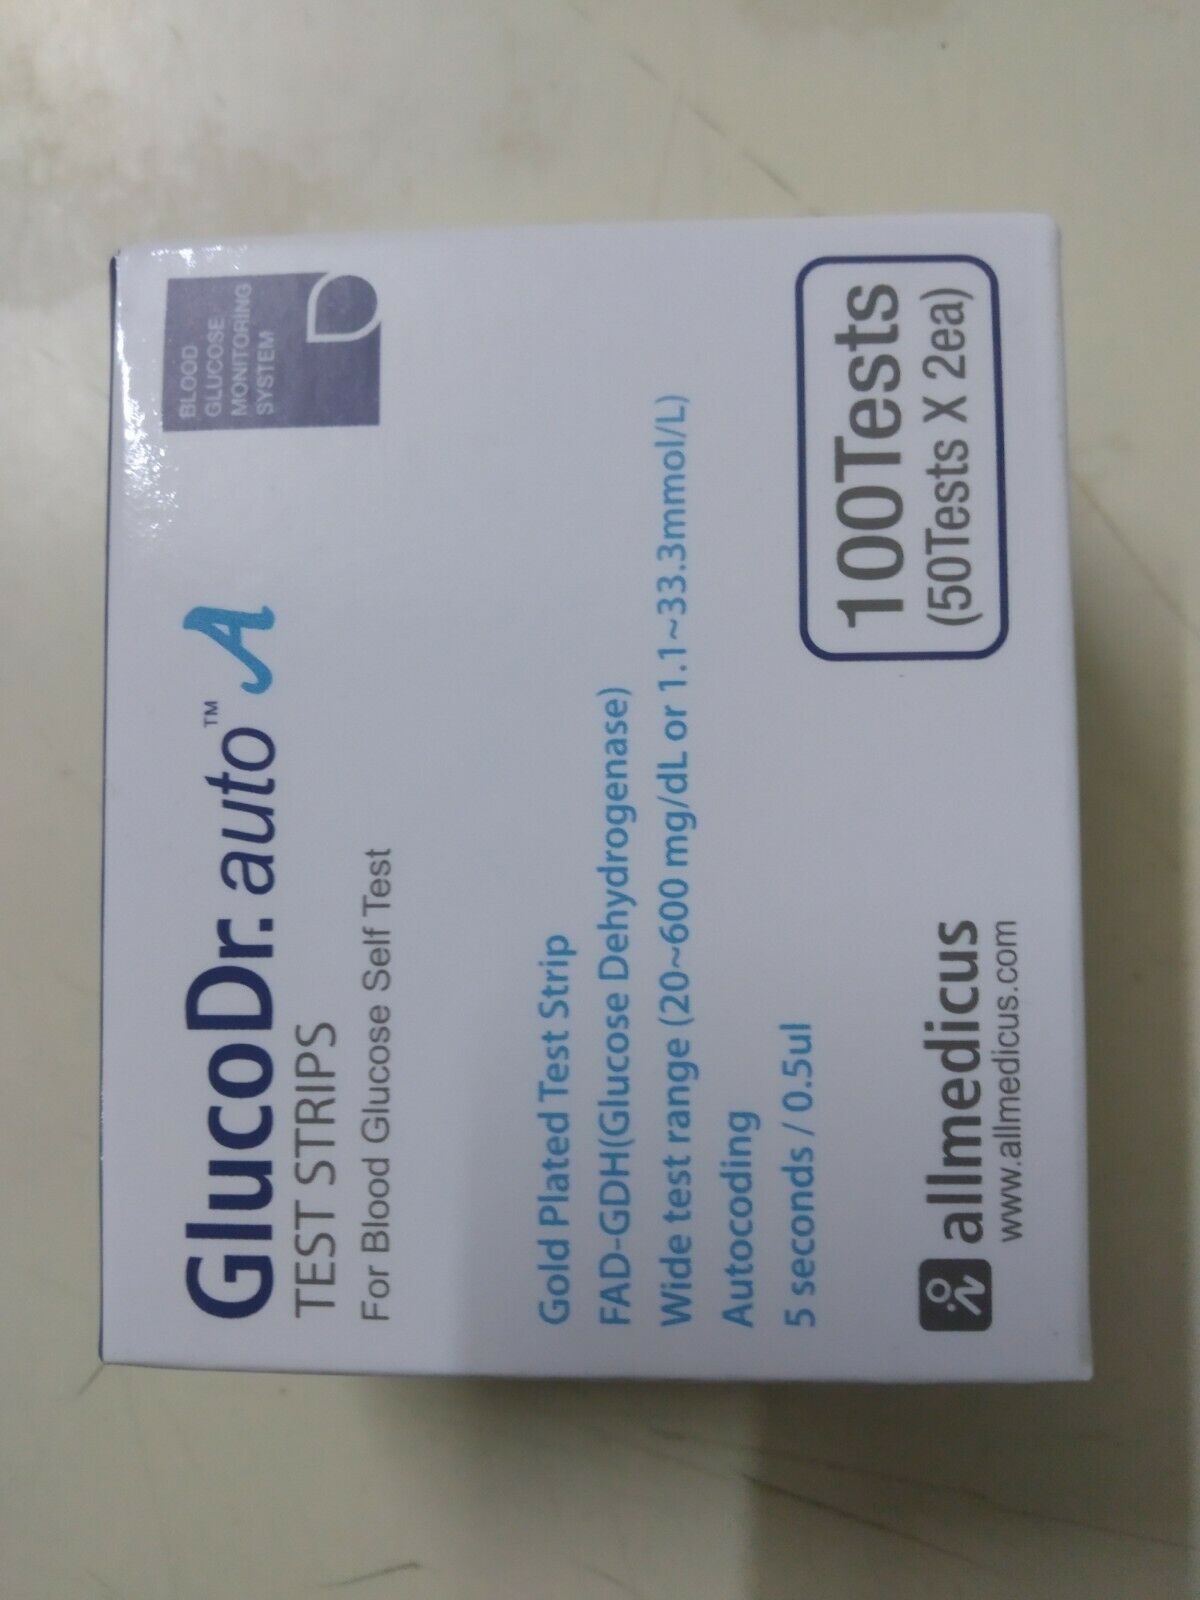 GlucoDr.auto™ A
TEST STRIPS
For Blood Glucose Self Test
BLOOD
GLUCOSE
MONITORING
SYSTEM
Gold Plated Test Strip
FAD-GDH(Glucose Dehydrogenase)
Wide test range (20~600 mg/dL or 1.1~33.3mmol/L)
Autocoding
5 seconds / 0.5ul
allmedicus
www.allmedicus.com
100Tests
(50Tests X 2ea)